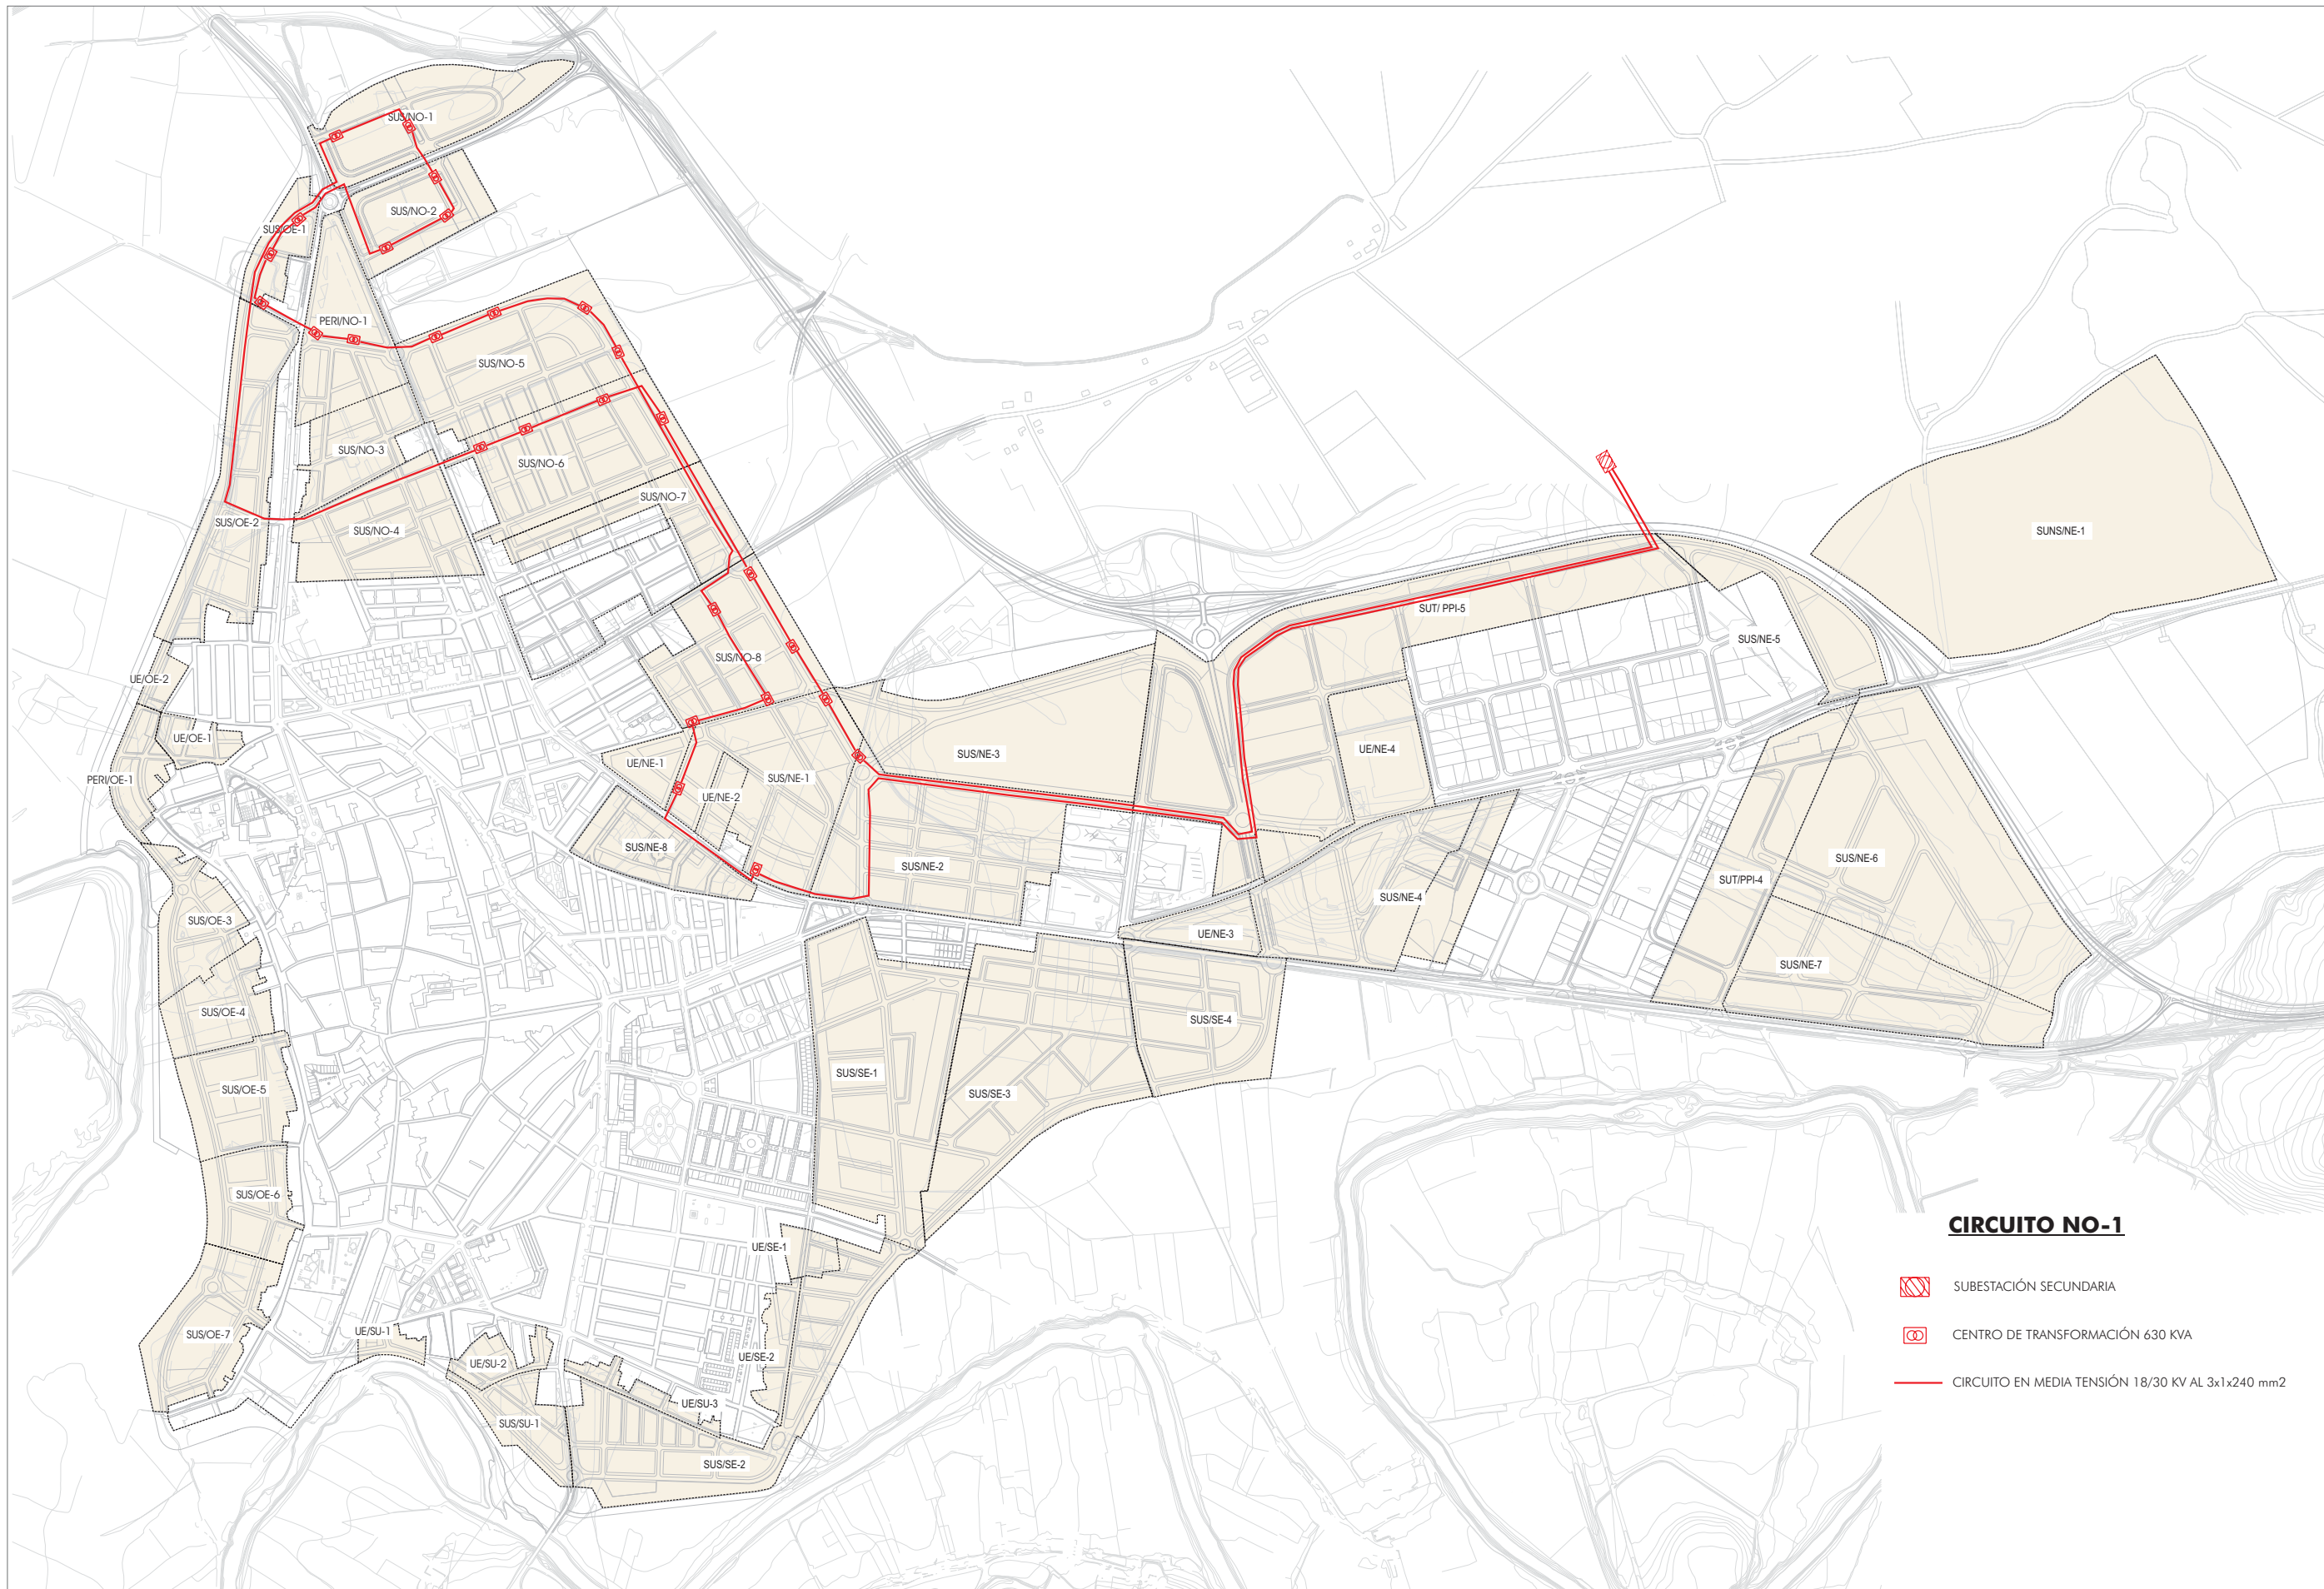 SUS/NO-1
SUS/NO-2
SUS/OE-1
PERI/NO-1
SUS/NO-5
SUS/NO-3
SUS/NO-6
SUS/NO-7
SUS/OE-2
SUS/NO-4
SUNS/NE-1
SUT/ PPI-5
SUS/NE-5
SUS/NO-8
UE/OE-2
UE/OE-1
PERI/OE-1
UE/NE-1
SUS/NE-1
SUS/NE-3
UE/NE-4
UE/NE-2
SUS/NE-8
SUS/NE-2
SUS/NE-6
SUT/PPI-4
SUS/NE-4
SUS/OE-3
UE/NE-3
SUS/NE-7
SUS/OE-4
SUS/SE-4
SUS/SE-1
SUS/OE-5
SUS/SE-3
SUS/OE-6
UE/SE-1
UE/SU-1
SUS/OE-7
UE/SU-2
UE/SE-2
UE/SU-3
SUS/SU-1
SUS/SE-2
CIRCUITO NO-1
SUBESTACIÓN SECUNDARIA
CENTRO DE TRANSFORMACIÓN 630 KVA
CIRCUITO EN MEDIA TENSIÓN 18/30 KV AL 3x1x240 mm2